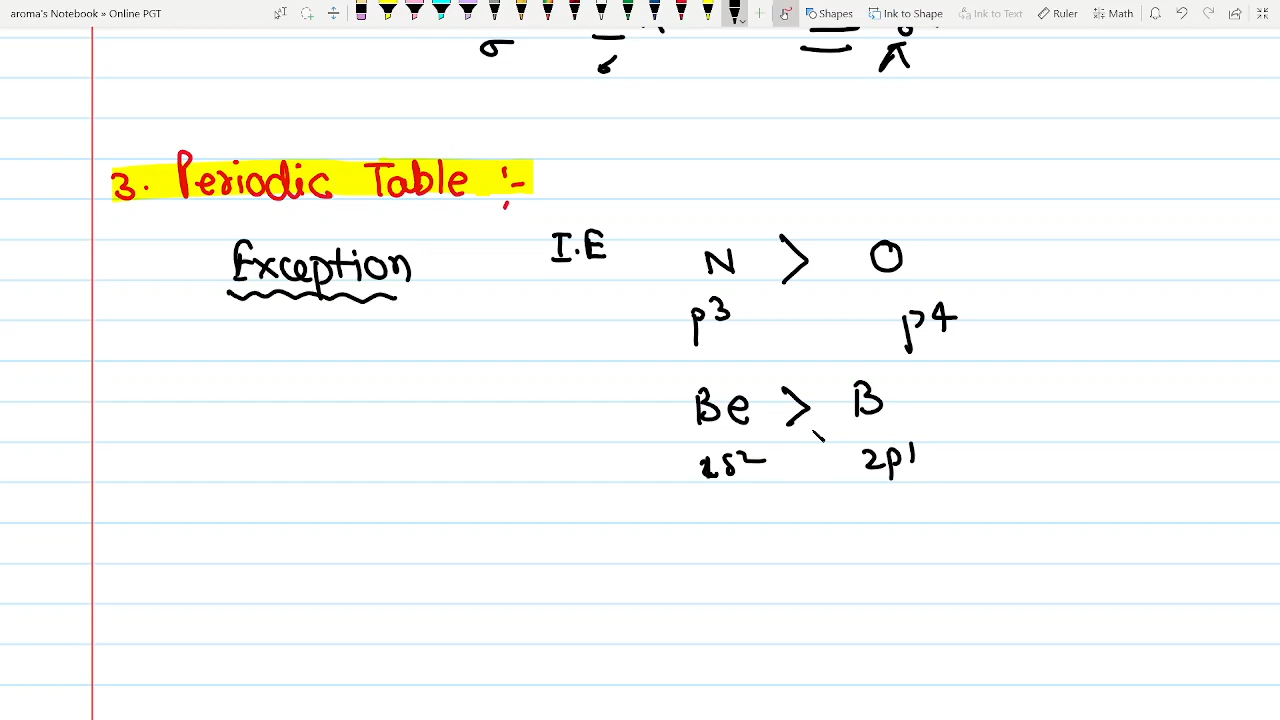 aroma's Notebook » Online PGT
Shapes Ink to Shape Ink to Text Ruler Math
3. Periodic Table :-
Exception I.E N > O
p3 p4
Be > B
2s2 2p1